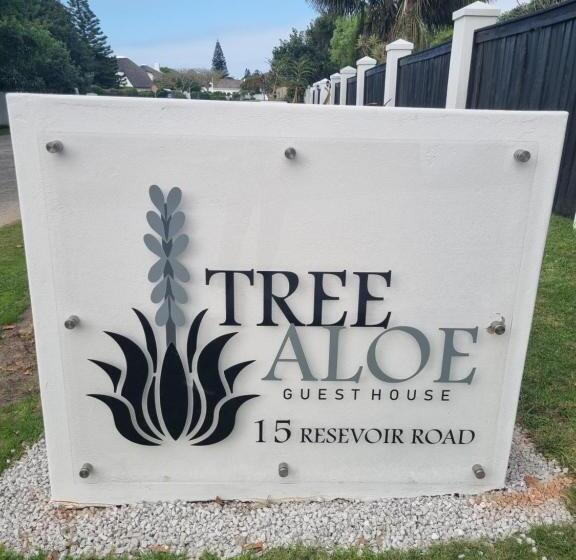 TREE
ALOE
GUEST HOUSE
15 RESEVOIR ROAD